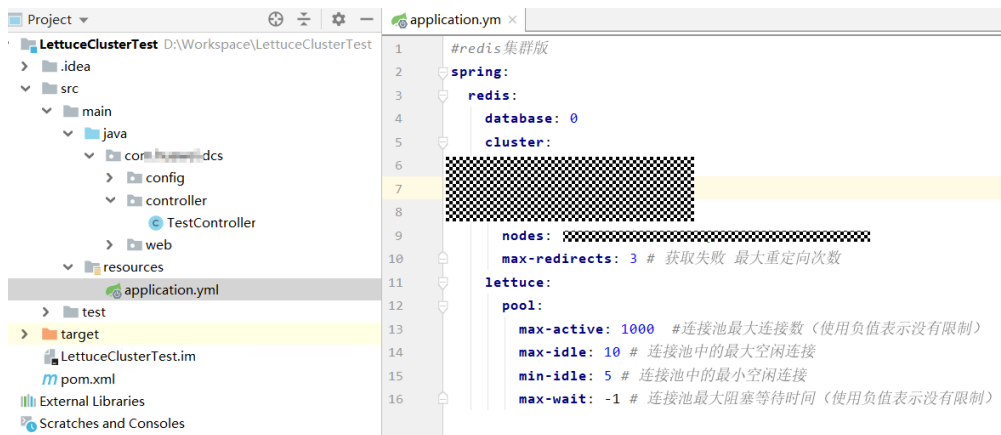 Project
LettuceClusterTest D:\Workspace\LettuceClusterTest
.idea
src
main
java
dcs
config
controller
TestController
web
resources
application.yml
test
target
LettuceClusterTest.im
pom.xml
External Libraries
Scratches and Consoles
application.ym
1 #redis集群版
2 spring:
3 redis:
4 database: 0
5 cluster:
6
7
8
9 nodes:
10 max-redirects: 3 # 获取失败 最大重定向次数
11 lettuce:
12 pool:
13 max-active: 1000 #连接池最大连接数（使用负值表示没有限制）
14 max-idle: 10 # 连接池中的最大空闲连接
15 min-idle: 5 # 连接池中的最小空闲连接
16 max-wait: -1 # 连接池最大阻塞等待时间（使用负值表示没有限制）